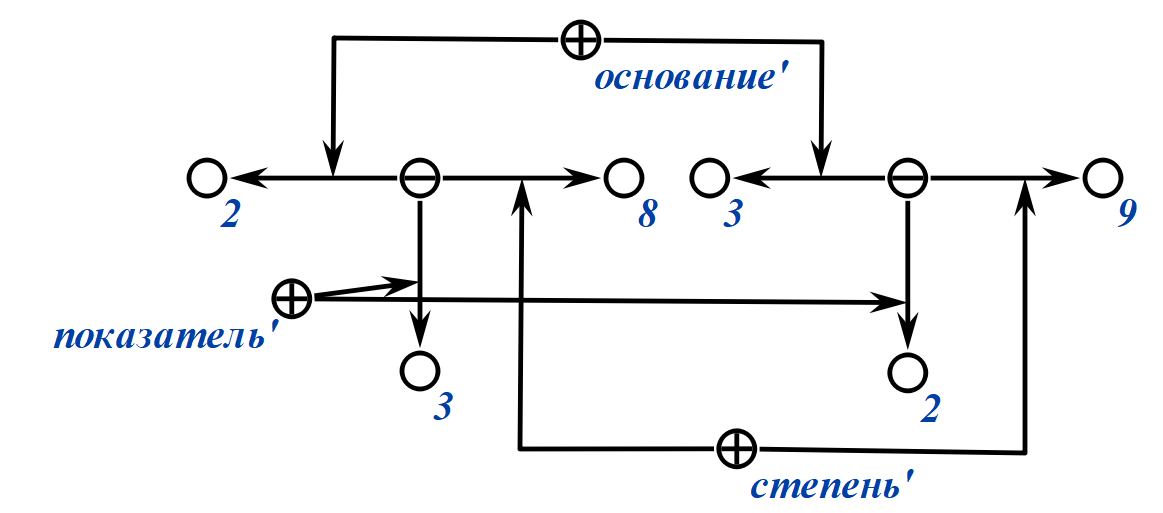 основание'
2
8
3
9
показатель'
3
2
степень'